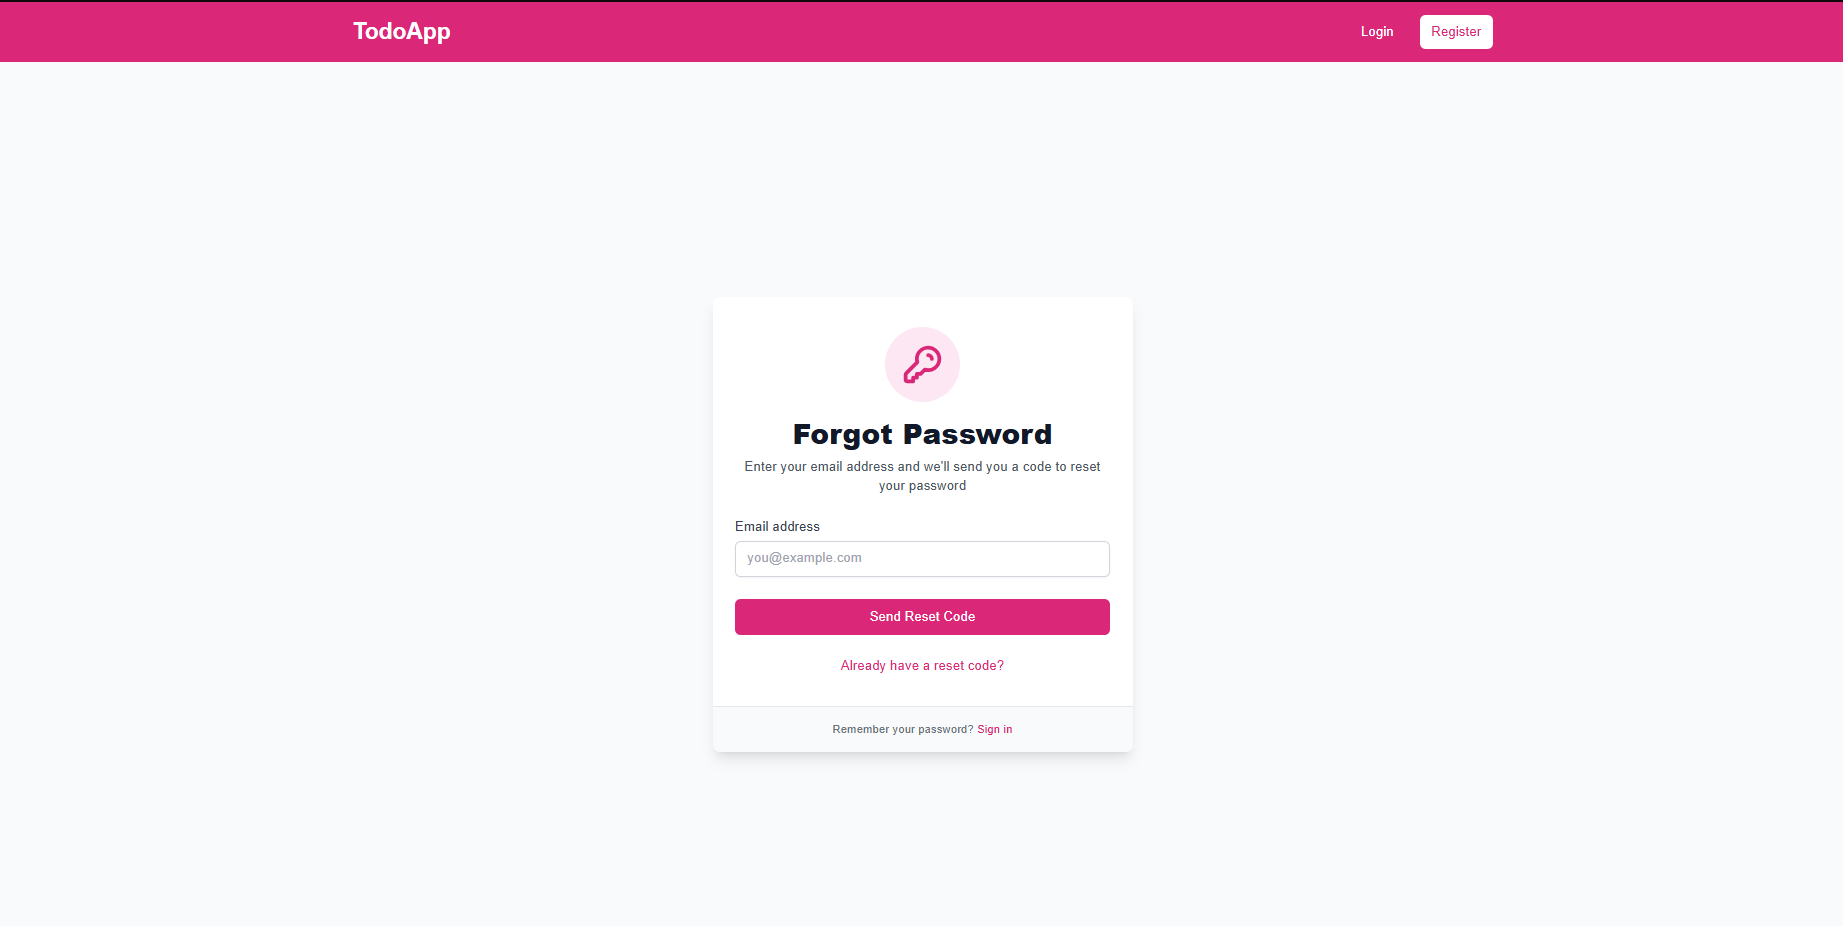 TodoApp
Login
Register
Forgot Password
Enter your email address and we'll send you a code to reset
your password
Email address
you@example.com
Send Reset Code
Already have a reset code?
Remember your password? Sign in